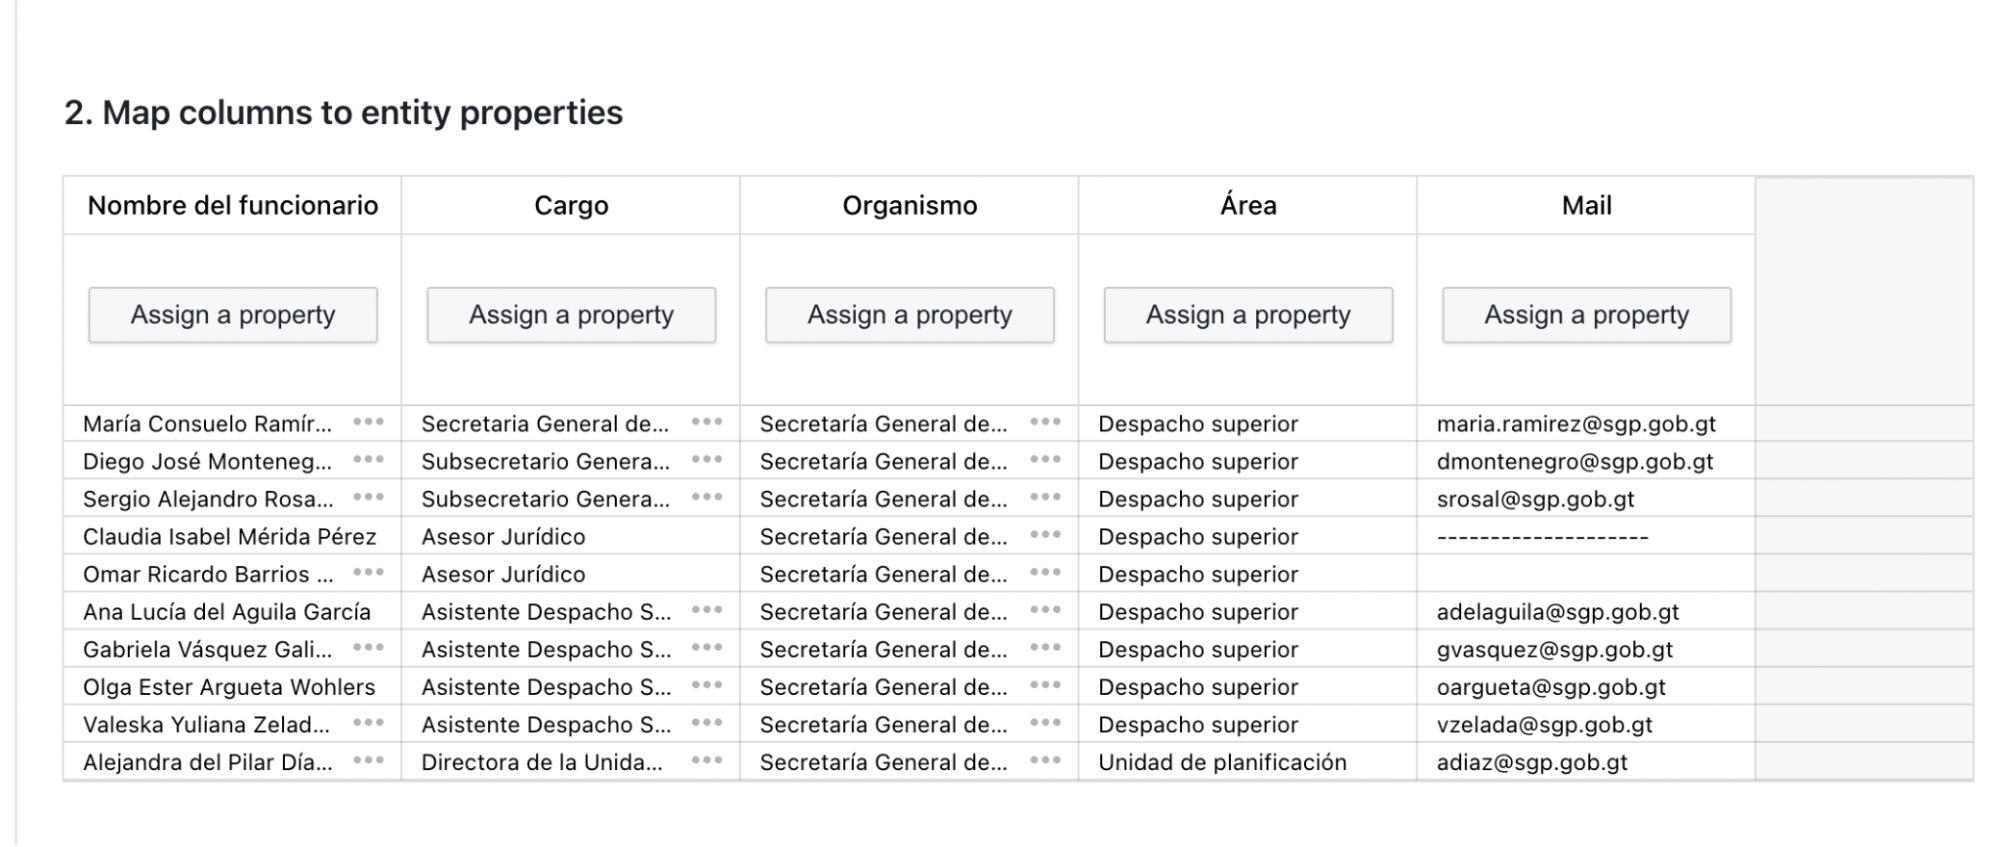 2. Map columns to entity properties
Nombre del funcionario Cargo Organismo Área Mail
Assign a property Assign a property Assign a property Assign a property Assign a property
María Consuelo Ramír... ••• Secretaria General de... ••• Secretaría General de... ••• Despacho superior maria.ramirez@sgp.gob.gt
Diego José Monteneg... ••• Subsecretario Genera... ••• Secretaría General de... ••• Despacho superior dmontenegro@sgp.gob.gt
Sergio Alejandro Rosa... ••• Subsecretario Genera... ••• Secretaría General de... ••• Despacho superior srosal@sgp.gob.gt
Claudia Isabel Mérida Pérez Asesor Jurídico Secretaría General de... ••• Despacho superior --------------------
Omar Ricardo Barrios ... ••• Asesor Jurídico Secretaría General de... ••• Despacho superior
Ana Lucía del Aguila García Asistente Despacho S... ••• Secretaría General de... ••• Despacho superior adelaguila@sgp.gob.gt
Gabriela Vásquez Gali... ••• Asistente Despacho S... ••• Secretaría General de... ••• Despacho superior gvasquez@sgp.gob.gt
Olga Ester Argueta Wohlers Asistente Despacho S... ••• Secretaría General de... ••• Despacho superior oargueta@sgp.gob.gt
Valeska Yuliana Zelad... ••• Asistente Despacho S... ••• Secretaría General de... ••• Despacho superior vzelada@sgp.gob.gt
Alejandra del Pilar Día... ••• Directora de la Unida... ••• Secretaría General de... ••• Unidad de planificación adiaz@sgp.gob.gt